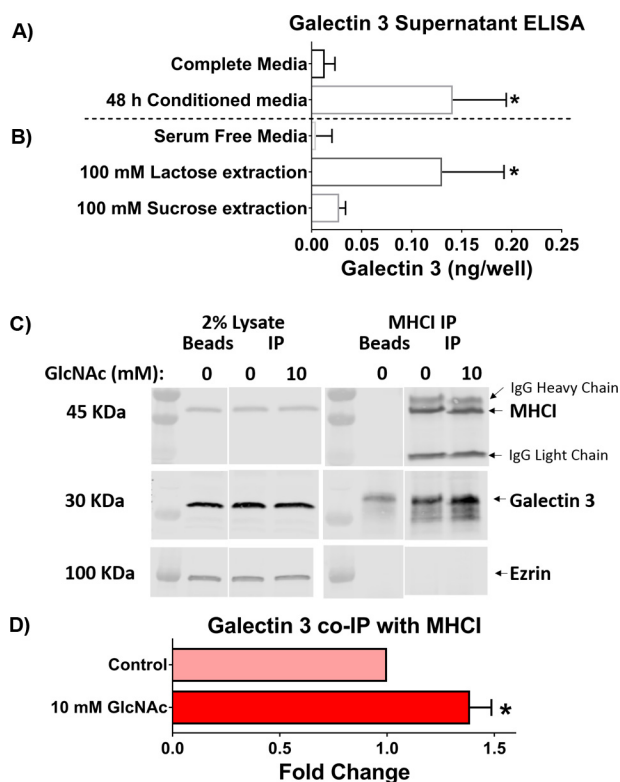 A)
Galectin 3 Supernatant ELISA
Complete Media
48 h Conditioned media
*
B)
Serum Free Media
100 mM Lactose extraction
*
100 mM Sucrose extraction
0.00 0.05 0.10 0.15 0.20 0.25
Galectin 3 (ng/well)
C)
2% Lysate MHCI IP
Beads IP Beads IP
GlcNAc (mM): 0 0 10 0 0 10
IgG Heavy Chain
45 KDa MHCI
IgG Light Chain
30 KDa Galectin 3
100 KDa Ezrin
D)
Galectin 3 co-IP with MHCI
Control
10 mM GlcNAc
*
0.0 0.5 1.0 1.5
Fold Change